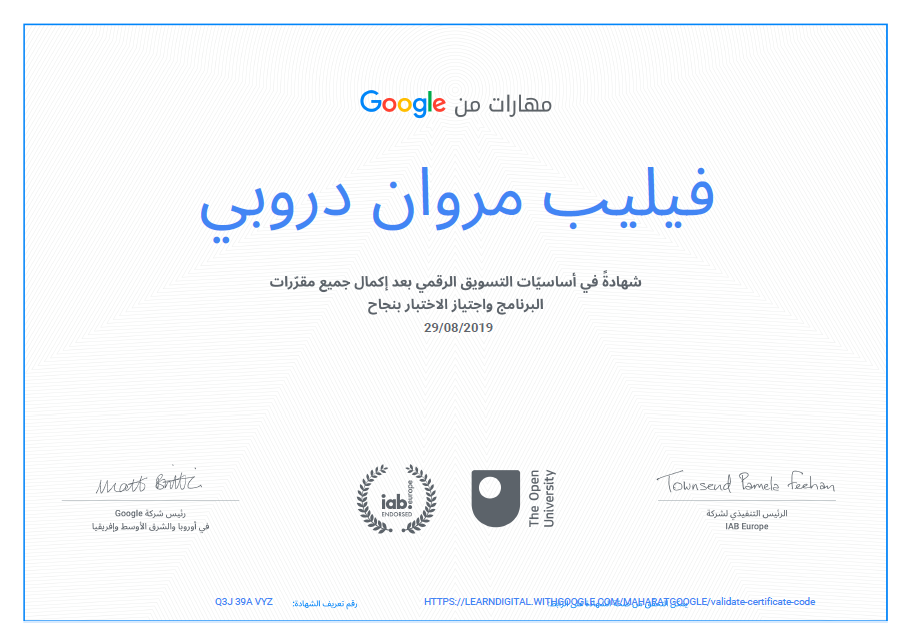 مهارات من Google
فيليب مروان دروبي
شهادةً في أساسيّات التسويق الرقمي بعد إكمال جميع مقرّرات
البرنامج واجتياز الاختبار بنجاح
29/08/2019
Townsend Pamela Feehan
الرئيس التنفيذي لشركة
IAB Europe
The Open
University
iab.
europe
ENDORSED
Matt Brittin
رئيس شركة Google
في أوروبا والشرق الأوسط وإفريقيا
HTTPS://LEARNDIGITAL.WITHGOOGLE.COM/MAHARATGOOGLE/validate-certificate-code
رقم تعريف الشهادة: Q3J 39A VYZ